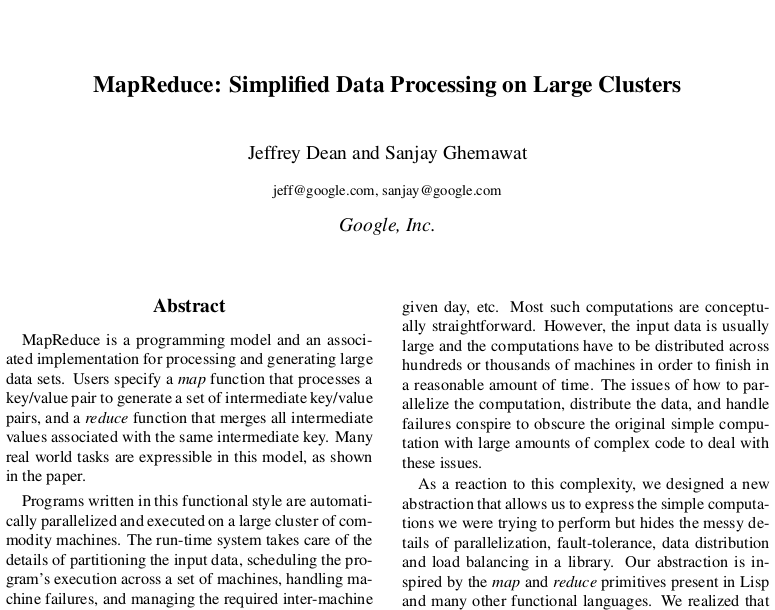 MapReduce: Simplified Data Processing on Large Clusters
Jeffrey Dean and Sanjay Ghemawat
jeff@google.com, sanjay@google.com
Google, Inc.
Abstract
MapReduce is a programming model and an associ-
ated implementation for processing and generating large
data sets. Users specify a map function that processes a
key/value pair to generate a set of intermediate key/value
pairs, and a reduce function that merges all intermediate
values associated with the same intermediate key. Many
real world tasks are expressible in this model, as shown
in the paper.
Programs written in this functional style are automati-
cally parallelized and executed on a large cluster of com-
modity machines. The run-time system takes care of the
details of partitioning the input data, scheduling the pro-
gram's execution across a set of machines, handling ma-
chine failures, and managing the required inter-machine
given day, etc. Most such computations are conceptu-
ally straightforward. However, the input data is usually
large and the computations have to be distributed across
hundreds or thousands of machines in order to finish in
a reasonable amount of time. The issues of how to par-
allelize the computation, distribute the data, and handle
failures conspire to obscure the original simple compu-
tation with large amounts of complex code to deal with
these issues.
As a reaction to this complexity, we designed a new
abstraction that allows us to express the simple computa-
tions we were trying to perform but hides the messy de-
tails of parallelization, fault-tolerance, data distribution
and load balancing in a library. Our abstraction is in-
spired by the map and reduce primitives present in Lisp
and many other functional languages. We realized that